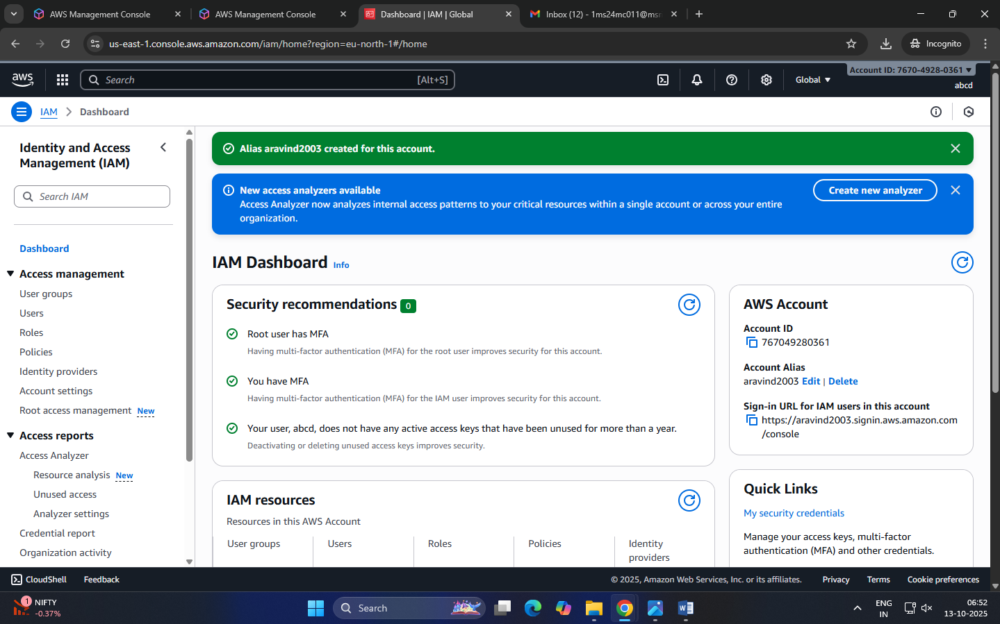 AWS Management Console
AWS Management Console
Dashboard | IAM | Global
Inbox (12) - 1ms24mc011@msr
us-east-1.console.aws.amazon.com/iam/home?region=eu-north-1#/home
Incognito
aws
Search
[Alt+S]
Global
Account ID: 7670-4928-0361
abcd
IAM
Dashboard
Identity and Access
Management (IAM)
Search IAM
Dashboard
Access management
User groups
Users
Roles
Policies
Identity providers
Account settings
Root access management New
Access reports
Access Analyzer
Resource analysis New
Unused access
Analyzer settings
Credential report
Organization activity
Alias aravind2003 created for this account.
New access analyzers available
Access Analyzer now analyzes internal access patterns to your critical resources within a single account or across your entire
organization.
Create new analyzer
IAM Dashboard Info
Security recommendations 0
Root user has MFA
Having multi-factor authentication (MFA) for the root user improves security for this account.
You have MFA
Having multi-factor authentication (MFA) for the IAM user improves security for this account.
Your user, abcd, does not have any active access keys that have been unused for more than a year.
Deactivating or deleting unused access keys improves security.
IAM resources
Resources in this AWS Account
User groups
Users
Roles
Policies
Identity
providers
AWS Account
Account ID
767049280361
Account Alias
aravind2003 Edit | Delete
Sign-in URL for IAM users in this account
https://aravind2003.signin.aws.amazon.com
/console
Quick Links
My security credentials
Manage your access keys, multi-factor
authentication (MFA) and other credentials.
CloudShell
Feedback
© 2025, Amazon Web Services, Inc. or its affiliates.
Privacy
Terms
Cookie preferences
1
NIFTY
-0.37%
Search
W
ENG
IN
06:52
13-10-2025